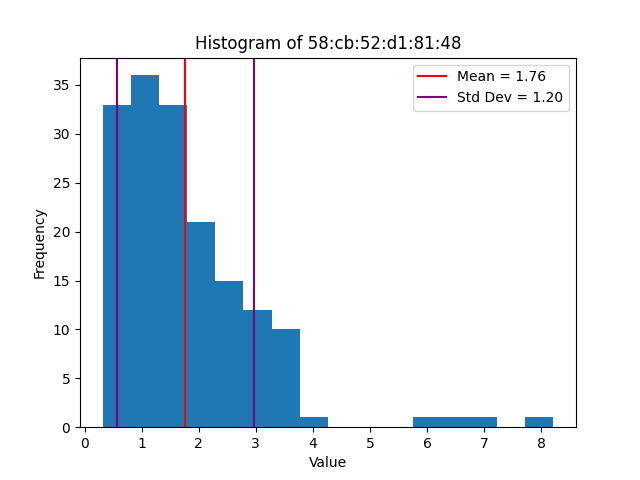 Histogram of 58:cb:52:d1:81:48
Mean = 1.76
Std Dev = 1.20
Frequency
35
30
25
20
15
10
5
0
0 1 2 3 4 5 6 7 8
Value